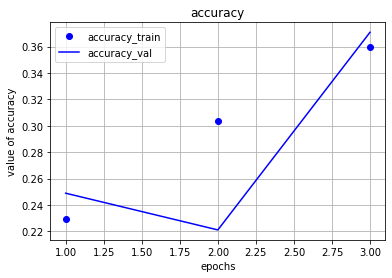 accuracy
accuracy_train
accuracy_val
value of accuracy
0.36
0.34
0.32
0.30
0.28
0.26
0.24
0.22
1.00 1.25 1.50 1.75 2.00 2.25 2.50 2.75 3.00
epochs